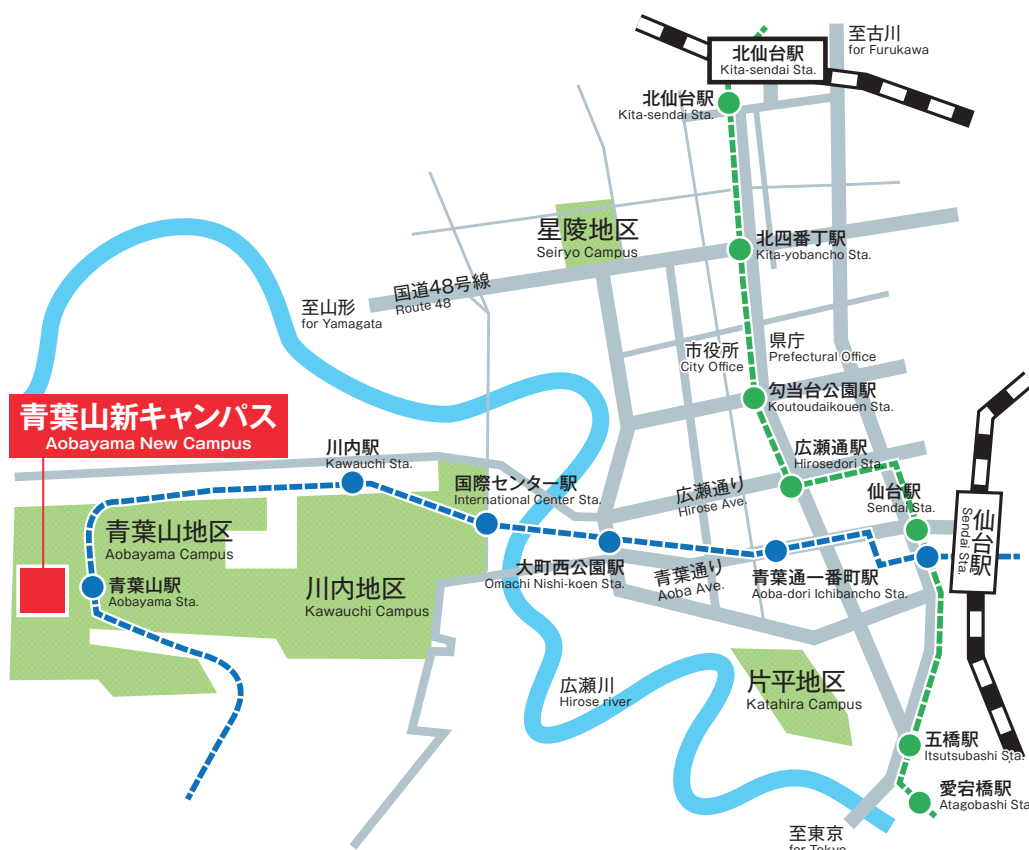 至古川
for Furukawa
北仙台駅
Kita-sendai Sta.
北仙台駅
Kita-sendai Sta.
星陵地区
Seiryo Campus
北四番丁駅
Kita-yobancho Sta.
国道48号線
Route 48
至山形
for Yamagata
市役所
City Office
県庁
Prefectural Office
勾当台公園駅
Koutoudaikouen Sta.
青葉山新キャンパス
Aobayama New Campus
川内駅
Kawauchi Sta.
広瀬通駅
Hirosedori Sta.
国際センター駅
International Center Sta.
広瀬通り
Hirose Ave.
仙台駅
Sendai Sta.
仙台駅
Sendai Sta.
青葉山地区
Aobayama Campus
青葉山駅
Aobayama Sta.
川内地区
Kawauchi Campus
大町西公園駅
Omachi Nishi-koen Sta.
青葉通り
Aoba Ave.
青葉通一番町駅
Aoba-dori Ichibancho Sta.
広瀬川
Hirose river
片平地区
Katahira Campus
五橋駅
Itsutsubashi Sta.
愛宕橋駅
Atagobashi Sta
至東京
for Tokyo